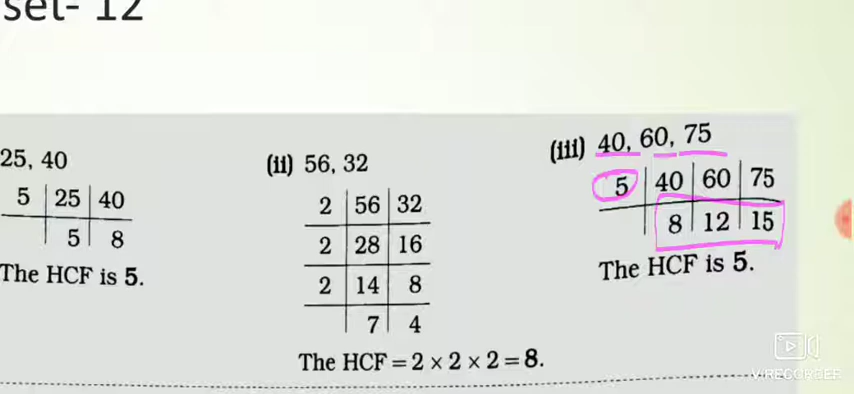 set- 12
25, 40
5 25 40
5 8
The HCF is 5.
(ii) 56, 32
2 56 32
2 28 16
2 14 8
7 4
The HCF = 2 × 2 × 2 = 8.
(iii) 40, 60, 75
5 40 60 75
8 12 15
The HCF is 5.
VIRECORDER